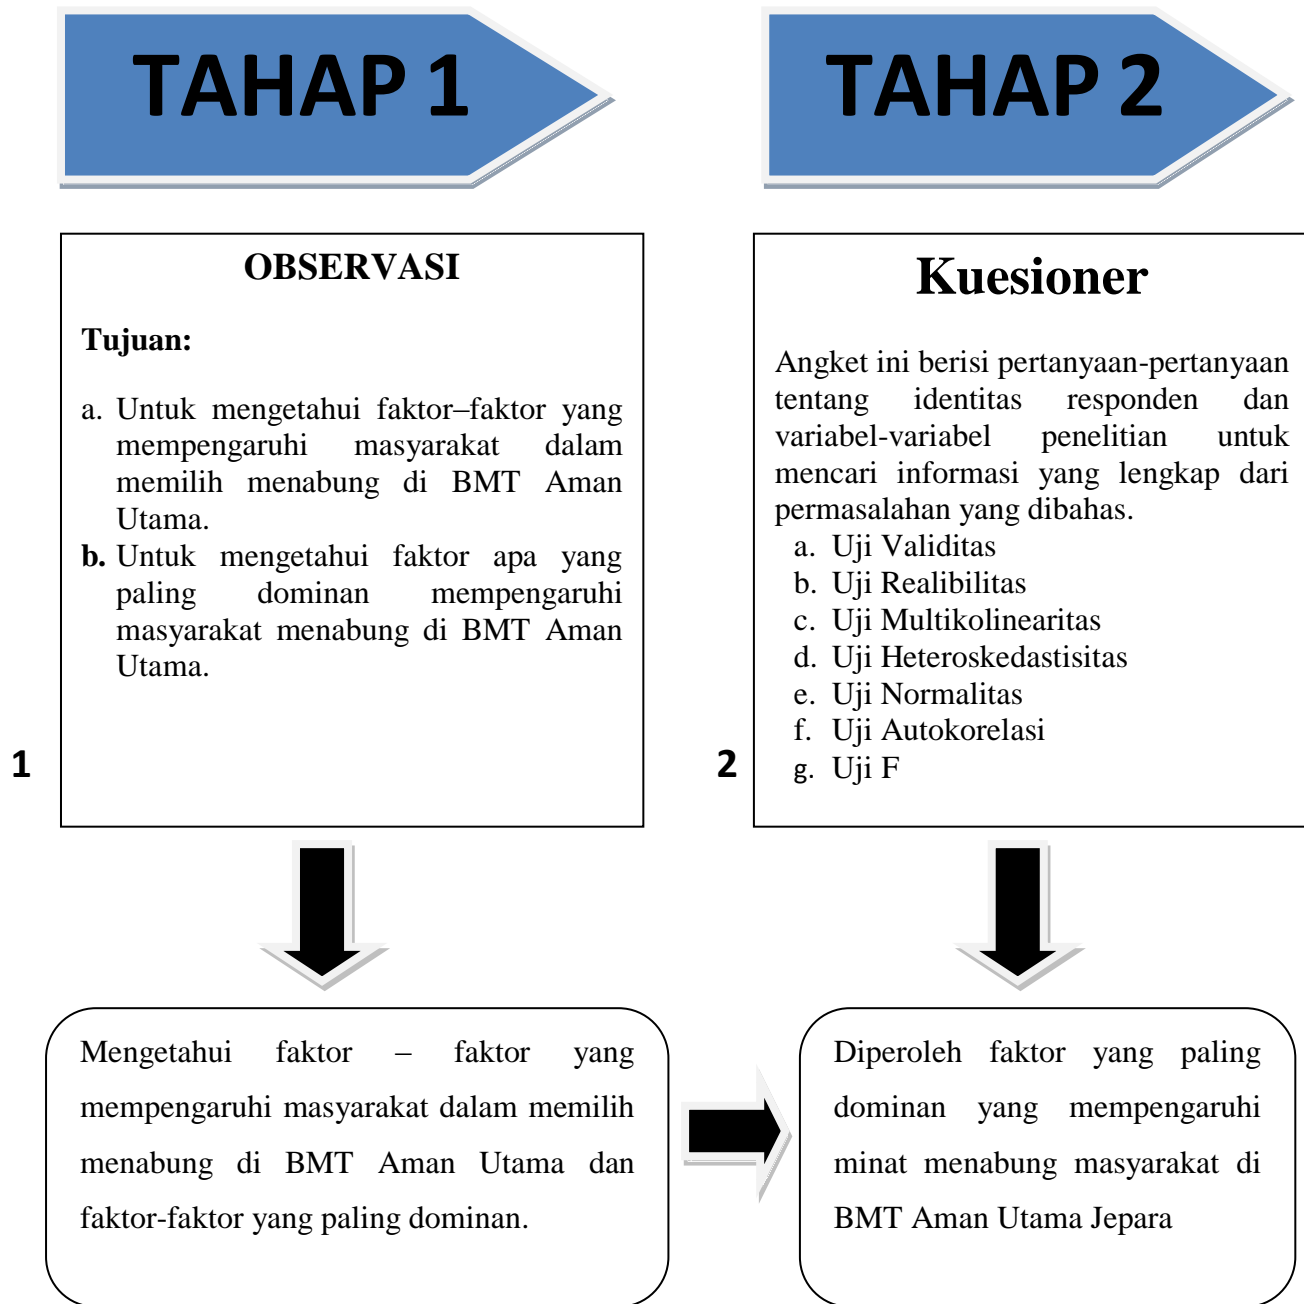 TAHAP 1
TAHAP 2
OBSERVASI
Tujuan:
a. Untuk mengetahui faktor–faktor yang
mempengaruhi masyarakat dalam
memilih menabung di BMT Aman
Utama.
b. Untuk mengetahui faktor apa yang
paling dominan mempengaruhi
masyarakat menabung di BMT Aman
Utama.
1
Kuesioner
Angket ini berisi pertanyaan-pertanyaan
tentang identitas responden dan
variabel-variabel penelitian untuk
mencari informasi yang lengkap dari
permasalahan yang dibahas.
a. Uji Validitas
b. Uji Realibilitas
c. Uji Multikolinearitas
d. Uji Heteroskedastisitas
e. Uji Normalitas
f. Uji Autokorelasi
g. Uji F
2
Mengetahui faktor – faktor yang
mempengaruhi masyarakat dalam memilih
menabung di BMT Aman Utama dan
faktor-faktor yang paling dominan.
Diperoleh faktor yang paling
dominan yang mempengaruhi
minat menabung masyarakat di
BMT Aman Utama Jepara